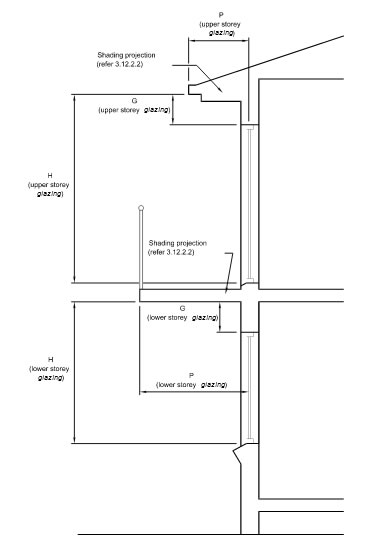 P
(upper storey
glazing)
Shading projection
(refer 3.12.2.2)
G
(upper storey glazing)
H
(upper storey
glazing)
Shading projection
(refer 3.12.2.2)
G
(lower storey glazing)
H
(lower storey
glazing)
P
(lower storey glazing)